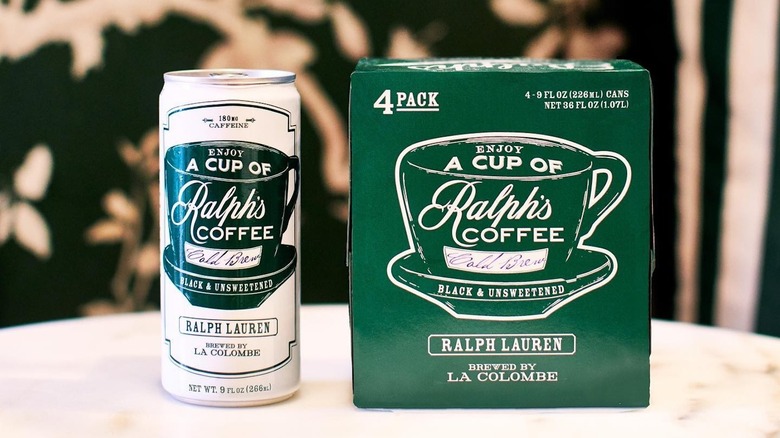 180MG
CAFFEINE
ENJOY
A CUP OF
Ralph's
COFFEE
Cold Brew
BLACK & UNSWEETENED
RALPH LAUREN
BREWED BY
LA COLOMBE
NET WT. 9 FL OZ (266ML)
4 PACK
4-9 FL OZ (226ML) CANS
NET 36 FL OZ (1.07L)
ENJOY
A CUP OF
Ralph's
COFFEE
Cold Brew
BLACK & UNSWEETENED
RALPH LAUREN
BREWED BY
LA COLOMBE